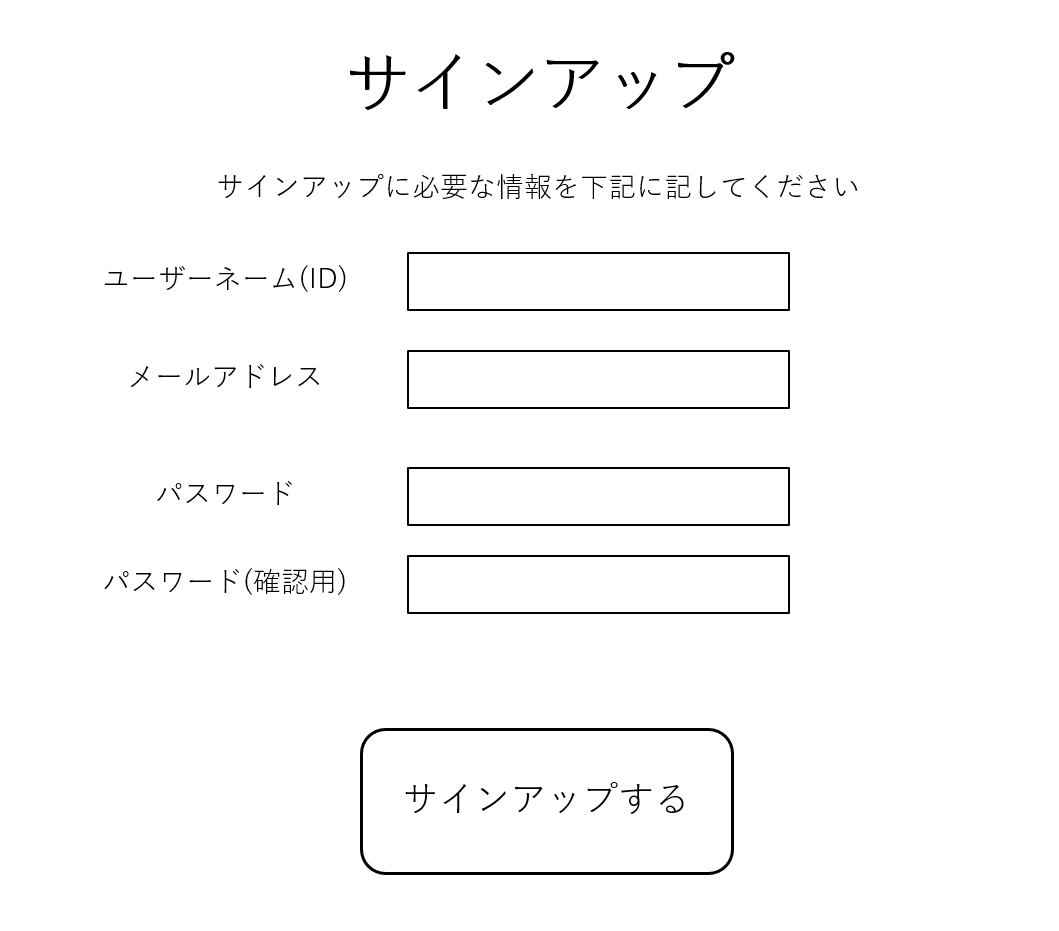 サインアップ
サインアップに必要な情報を下記に記してください
ユーザーネーム(ID)
メールアドレス
パスワード
パスワード(確認用)
サインアップする